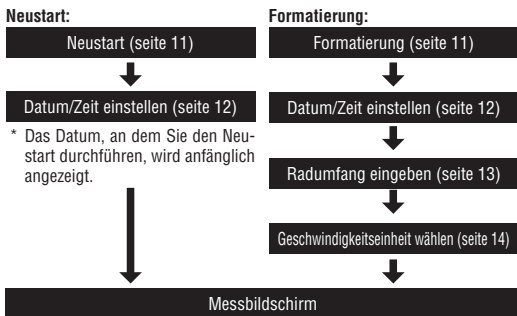 Neustart:
Neustart (seite 11)
Datum/Zeit einstellen (seite 12)
* Das Datum, an dem Sie den Neu-
start durchführen, wird anfänglich
angezeigt.
Formatierung:
Formatierung (seite 11)
Datum/Zeit einstellen (seite 12)
Radumfang eingeben (seite 13)
Geschwindigkeitseinheit wählen (seite 14)
Messbildschirm